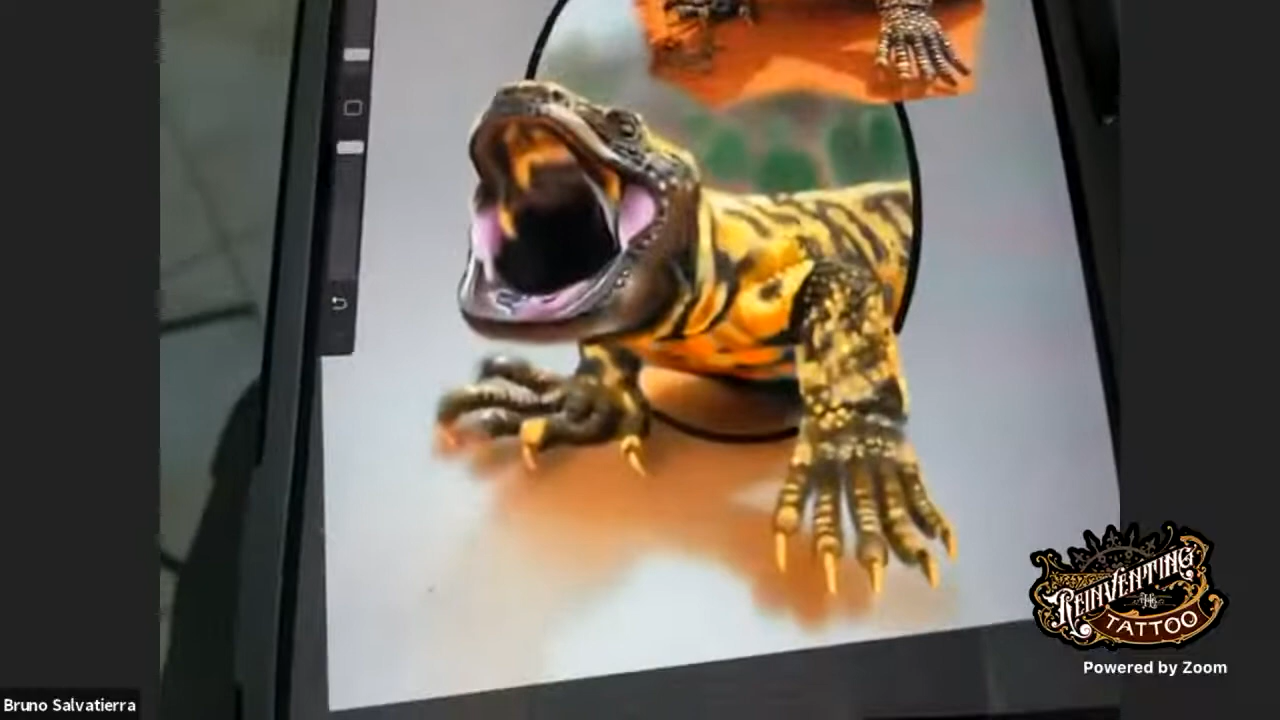 REINVENTING
THE
TATTOO
Powered by Zoom
Bruno Salvatierra